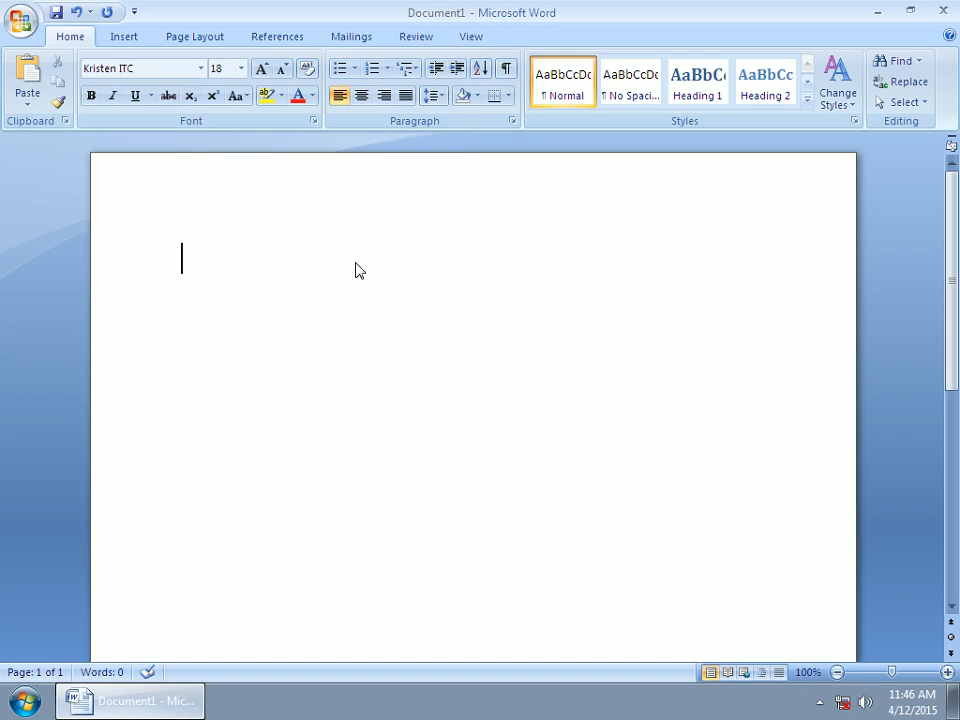 Document1 - Microsoft Word
Home Insert Page Layout References Mailings Review View
Kristen ITC 18
AaBbCcDc AaBbCcDc AaBbC AaBbCc
Paste ¶ Normal ¶ No Spaci... Heading 1 Heading 2 Change Styles
Find
Replace
Select
Clipboard Font Paragraph Styles Editing
Page: 1 of 1 Words: 0 100%
Document1 - Mic... 11:46 AM
4/12/2015